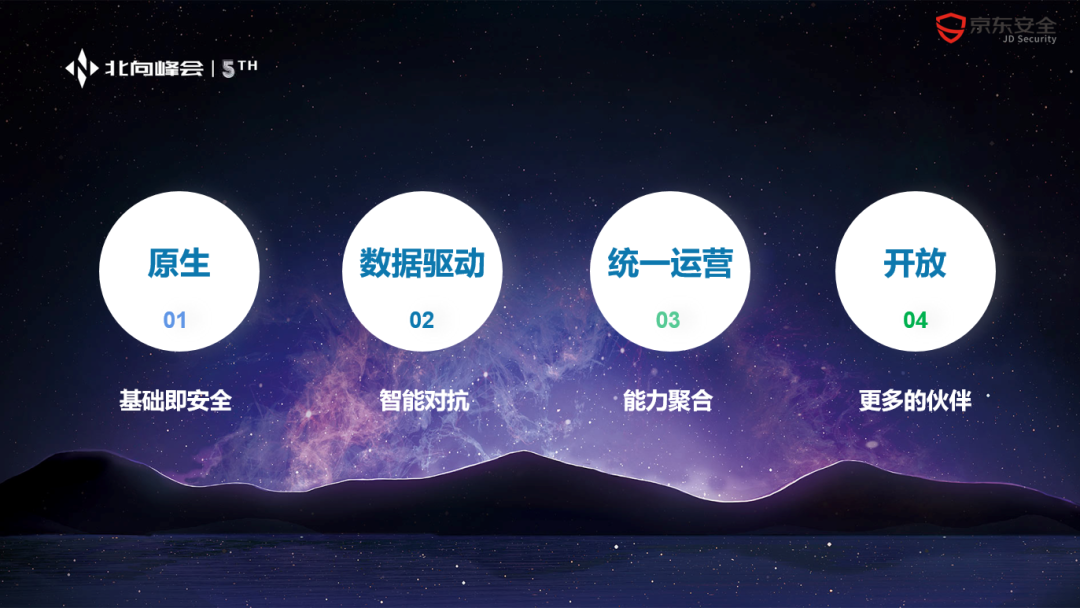 京东安全
JD Security
北向峰会 | 5TH
原生
01
数据驱动
02
统一运营
03
开放
04
基础即安全
智能对抗
能力聚合
更多的伙伴